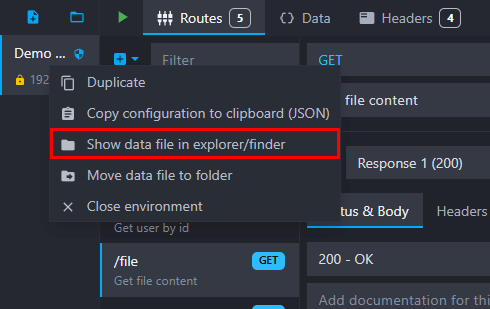 Routes 5
Data
Headers 4
Demo ...
Filter
GET
192
Duplicate
Copy configuration to clipboard (JSON)
Show data file in explorer/finder
Move data file to folder
Close environment
file content
Response 1 (200)
tus & Body
Headers
Get user by id
/file
GET
Get file content
200 - OK
Add documentation for this